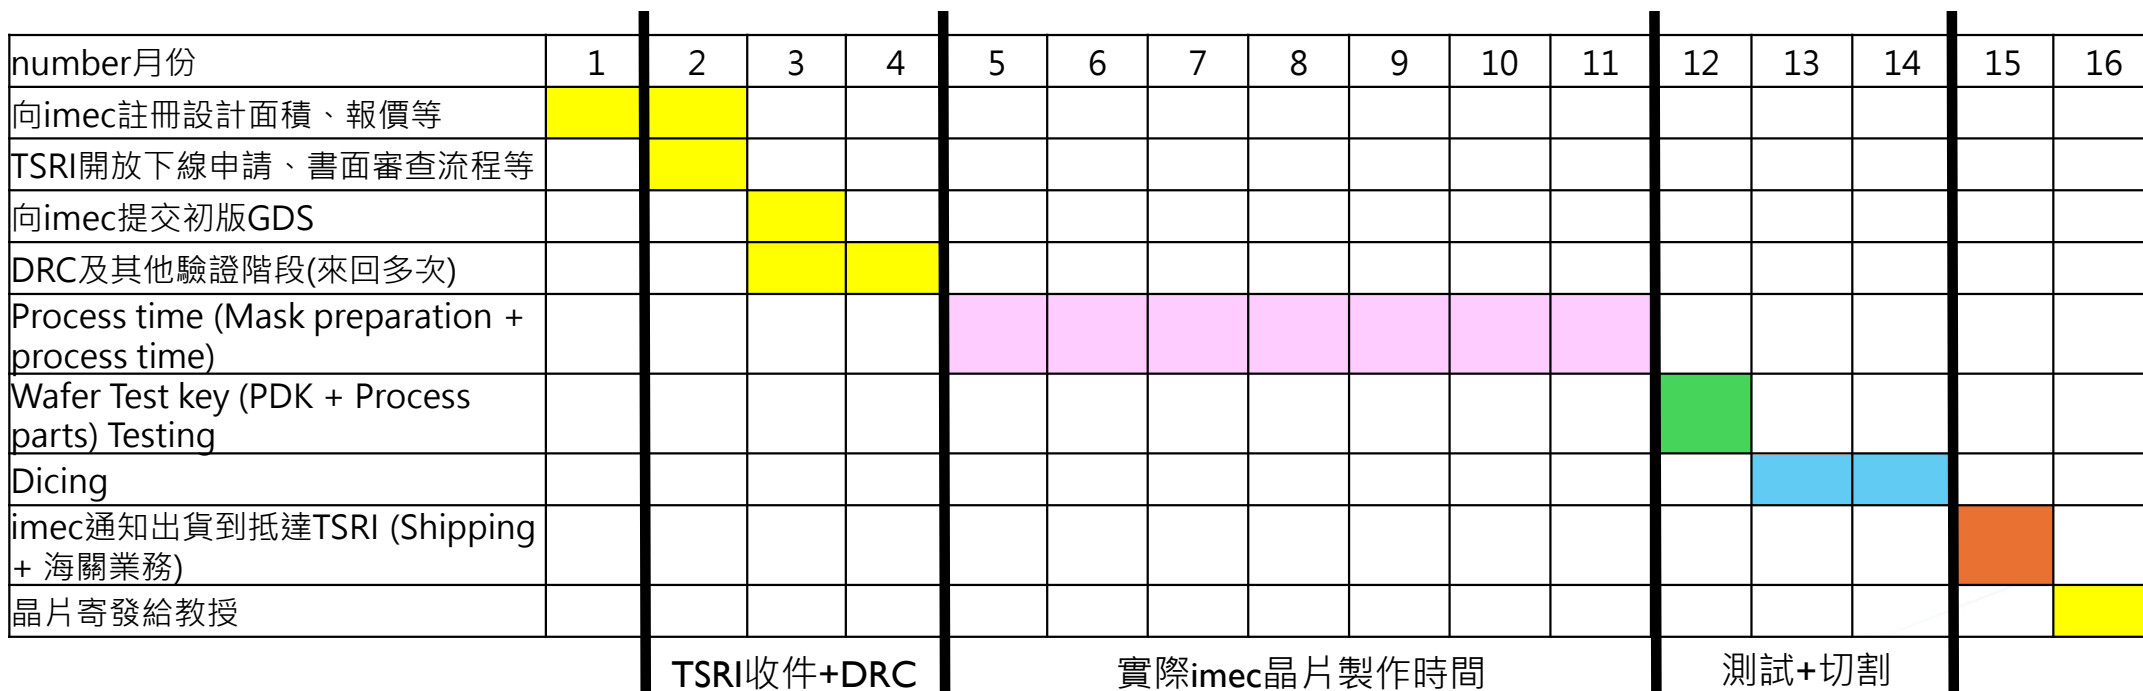 number月份 1 2 3 4 5 6 7 8 9 10 11 12 13 14 15 16
向imec註冊設計面積、報價等
TSRI開放下線申請、書面審查流程等
向imec提交初版GDS
DRC及其他驗證階段(來回多次)
Process time (Mask preparation +
process time)
Wafer Test key (PDK + Process
parts) Testing
Dicing
imec通知出貨到抵達TSRI (Shipping
+ 海關業務)
晶片寄發給教授
TSRI收件+DRC 實際imec晶片製作時間 測試+切割